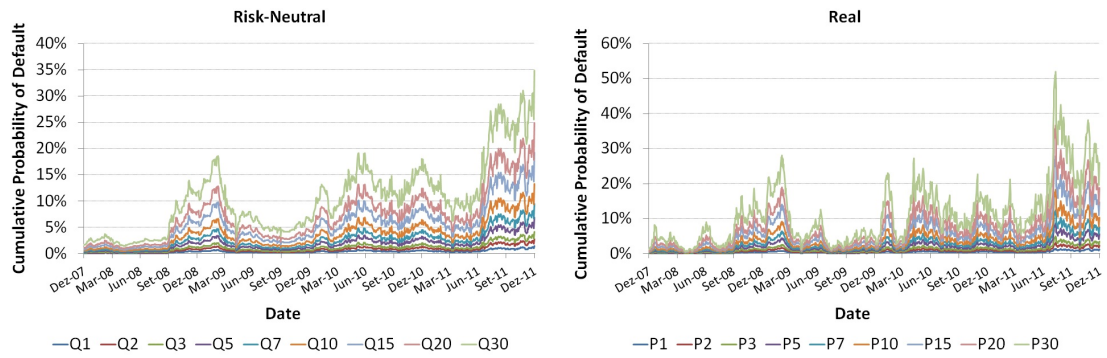 Risk-Neutral
Cumulative Probability of Default
40%
35%
30%
25%
20%
15%
10%
5%
0%
Dez-07 Mar-08 Jun-08 Set-08 Dez-08 Mar-09 Jun-09 Set-09 Dez-09 Mar-10 Jun-10 Set-10 Dez-10 Mar-11 Jun-11 Set-11 Dez-11
Date
Q1 Q2 Q3 Q5 Q7 Q10 Q15 Q20 Q30
Real
Cumulative Probability of Default
60%
50%
40%
30%
20%
10%
0%
Dez-07 Mar-08 Jun-08 Set-08 Dez-08 Mar-09 Jun-09 Set-09 Dez-09 Mar-10 Jun-10 Set-10 Dez-10 Mar-11 Jun-11 Set-11 Dez-11
Date
P1 P2 P3 P5 P7 P10 P15 P20 P30